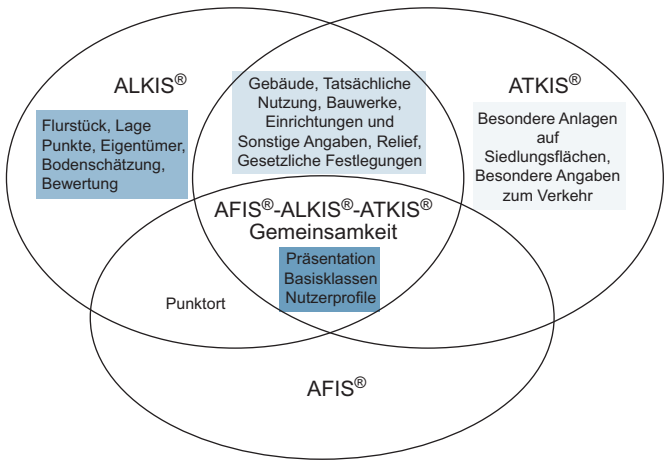 ALKIS®
Flurstück, Lage
Punkte, Eigentümer,
Bodenschätzung,
Bewertung
Gebäude, Tatsächliche
Nutzung, Bauwerke,
Einrichtungen und
Sonstige Angaben, Relief,
Gesetzliche Festlegungen
ATKIS®
Besondere Anlagen
auf
Siedlungsflächen,
Besondere Angaben
zum Verkehr
AFIS®-ALKIS®-ATKIS®
Gemeinsamkeit
Präsentation
Basisklassen
Nutzerprofile
Punktort
AFIS®